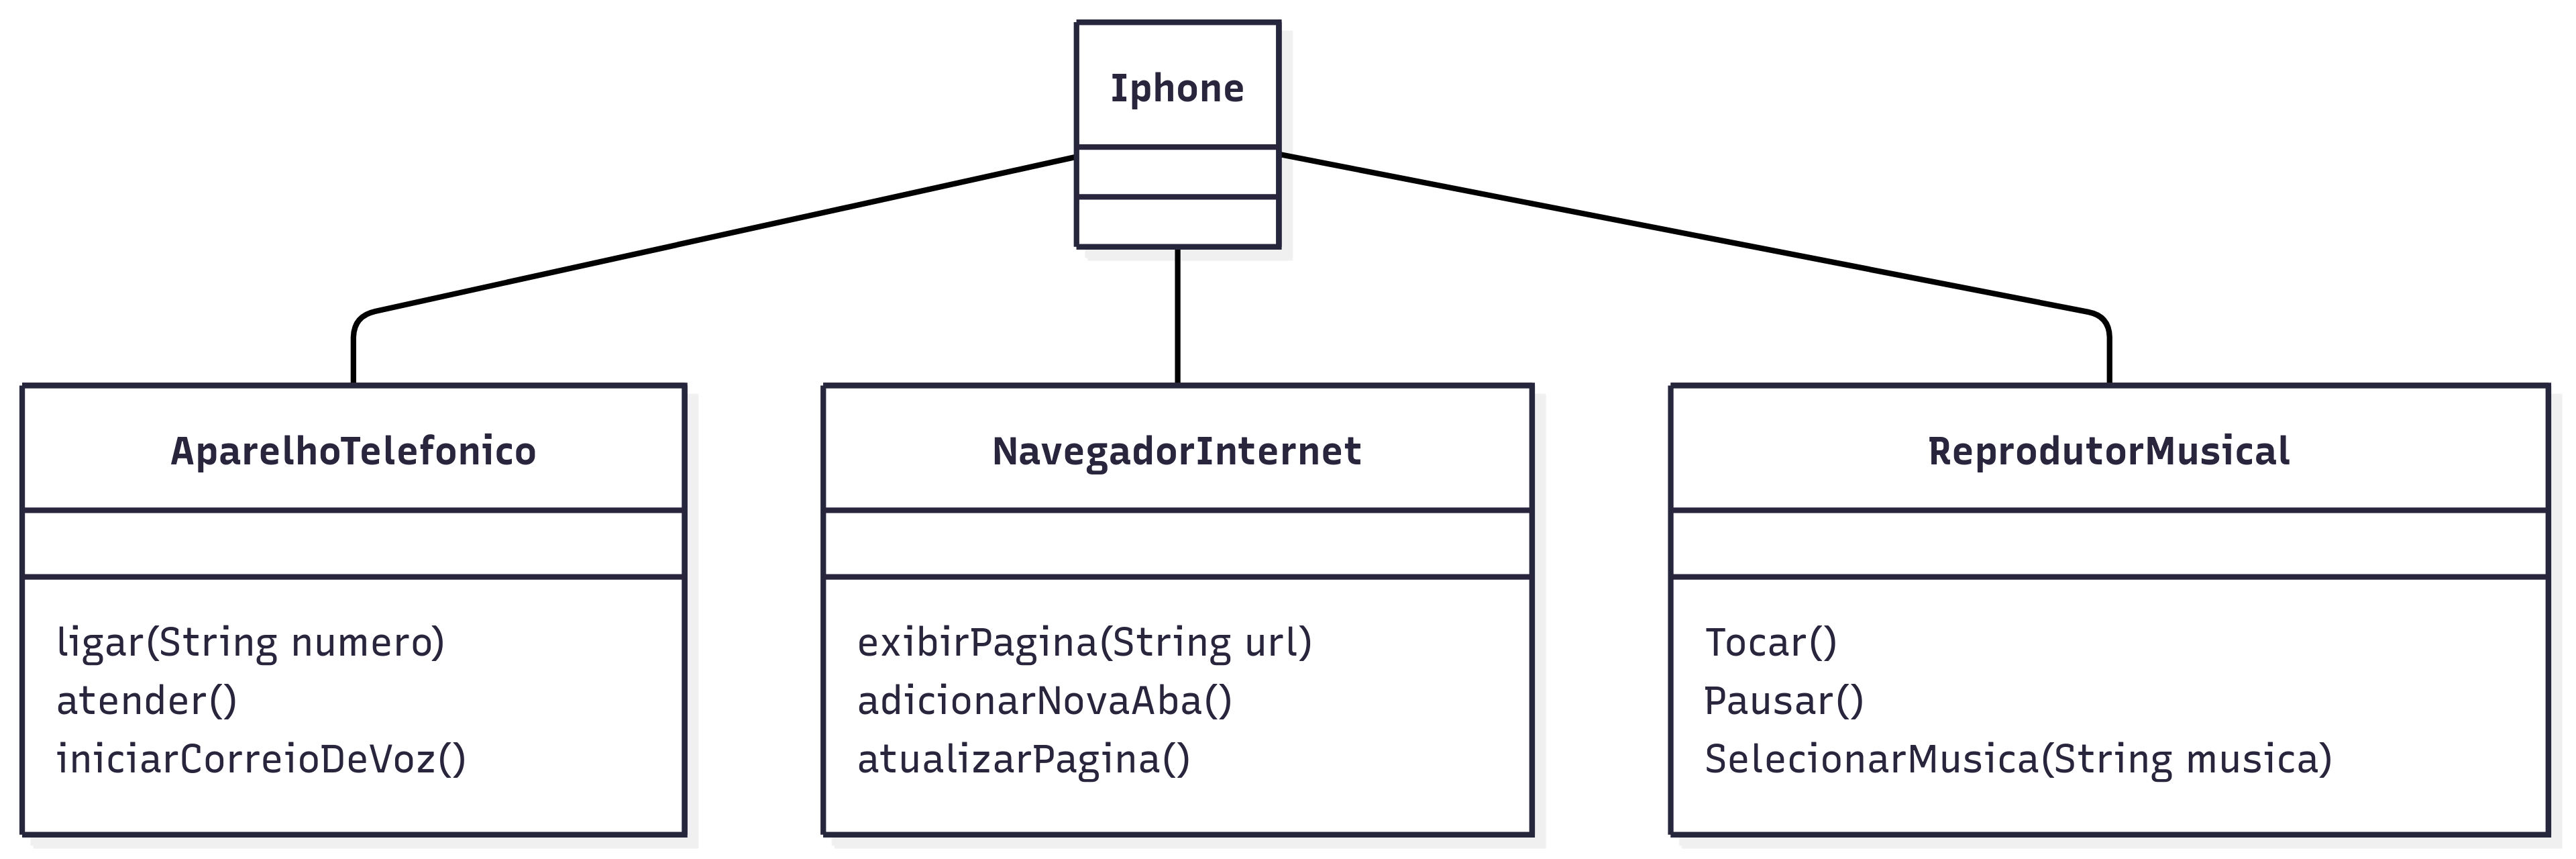 Iphone
AparelhoTelefonico
ligar(String numero)
atender()
iniciarCorreioDeVoz()
NavegadorInternet
exibirPagina(String url)
adicionarNovaAba()
atualizarPagina()
ReprodutorMusical
Tocar()
Pausar()
SelecionarMusica(String musica)